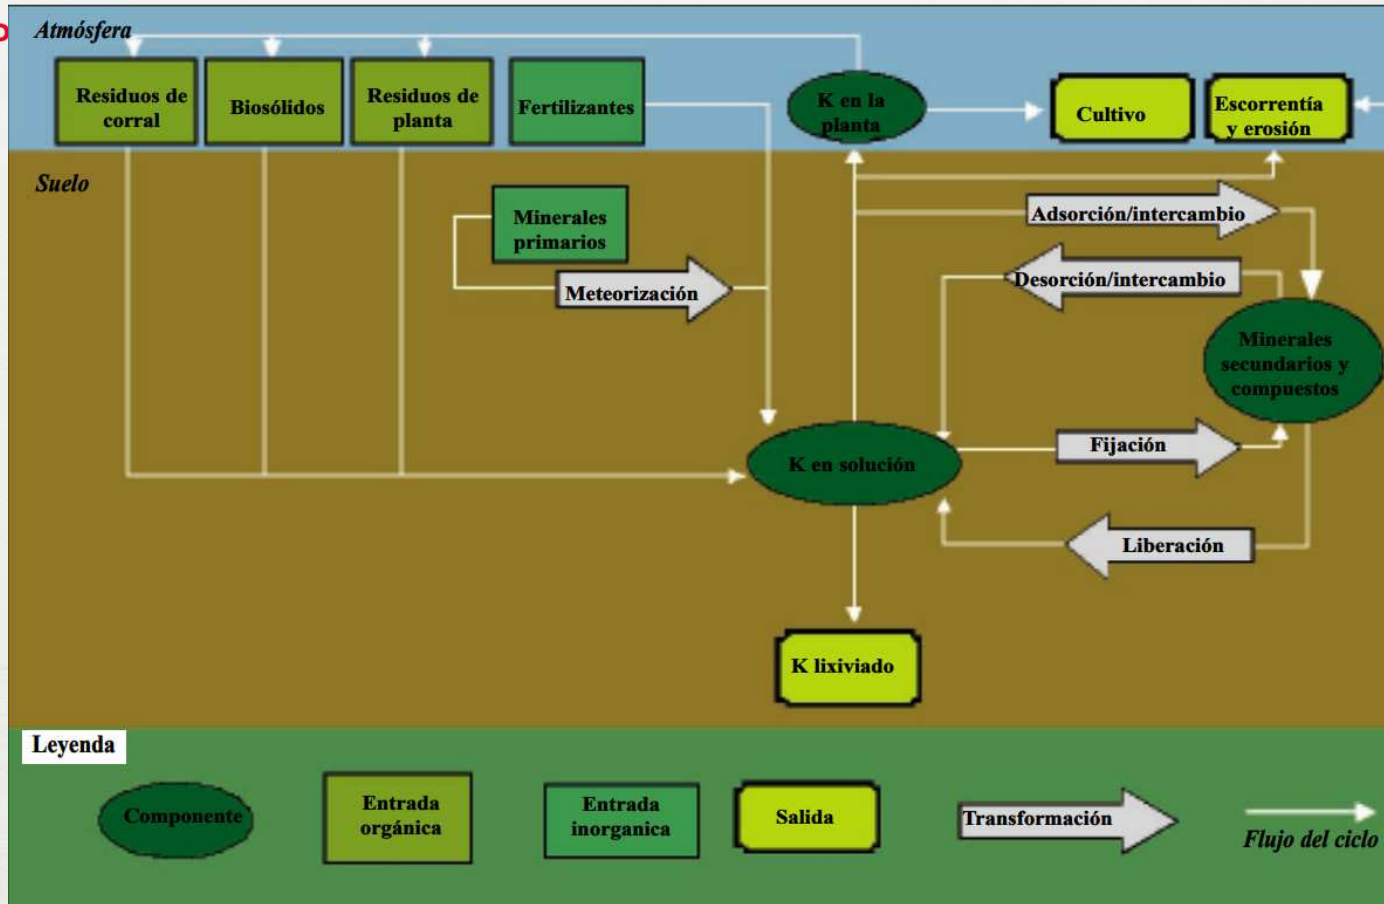 Atmósfera
Residuos de
corral
Biosólidos
Residuos de
planta
Fertilizantes
K en la
planta
Cultivo
Escorrentía
y erosión
Suelo
Minerales
primarios
Meteorización
Adsorción/intercambio
Desorción/intercambio
Minerales
secundarios y
compuestos
K en solución
Fijación
Liberación
K lixiviado
Leyenda
Componente
Entrada
orgánica
Entrada
inorganica
Salida
Transformación
Flujo del ciclo